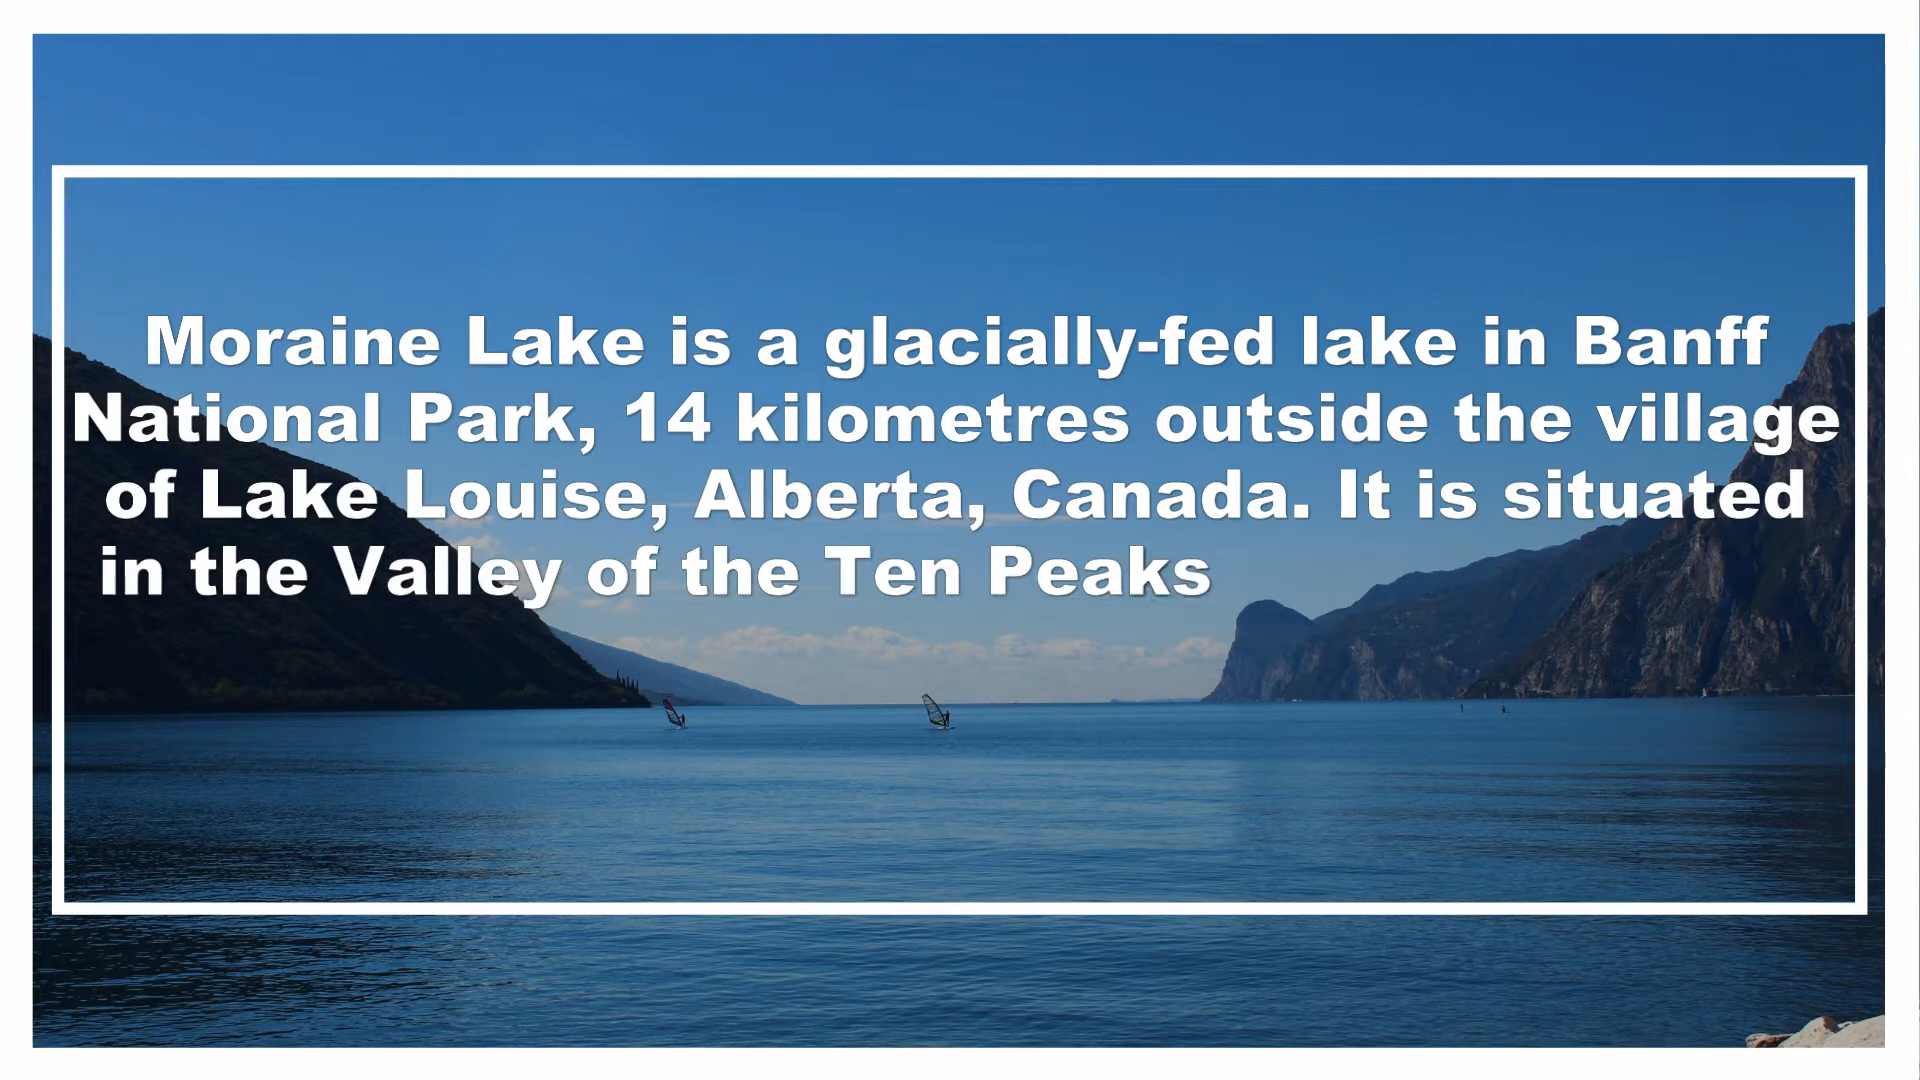 Moraine Lake is a glacially-fed lake in Banff
National Park, 14 kilometres outside the village
of Lake Louise, Alberta, Canada. It is situated
in the Valley of the Ten Peaks